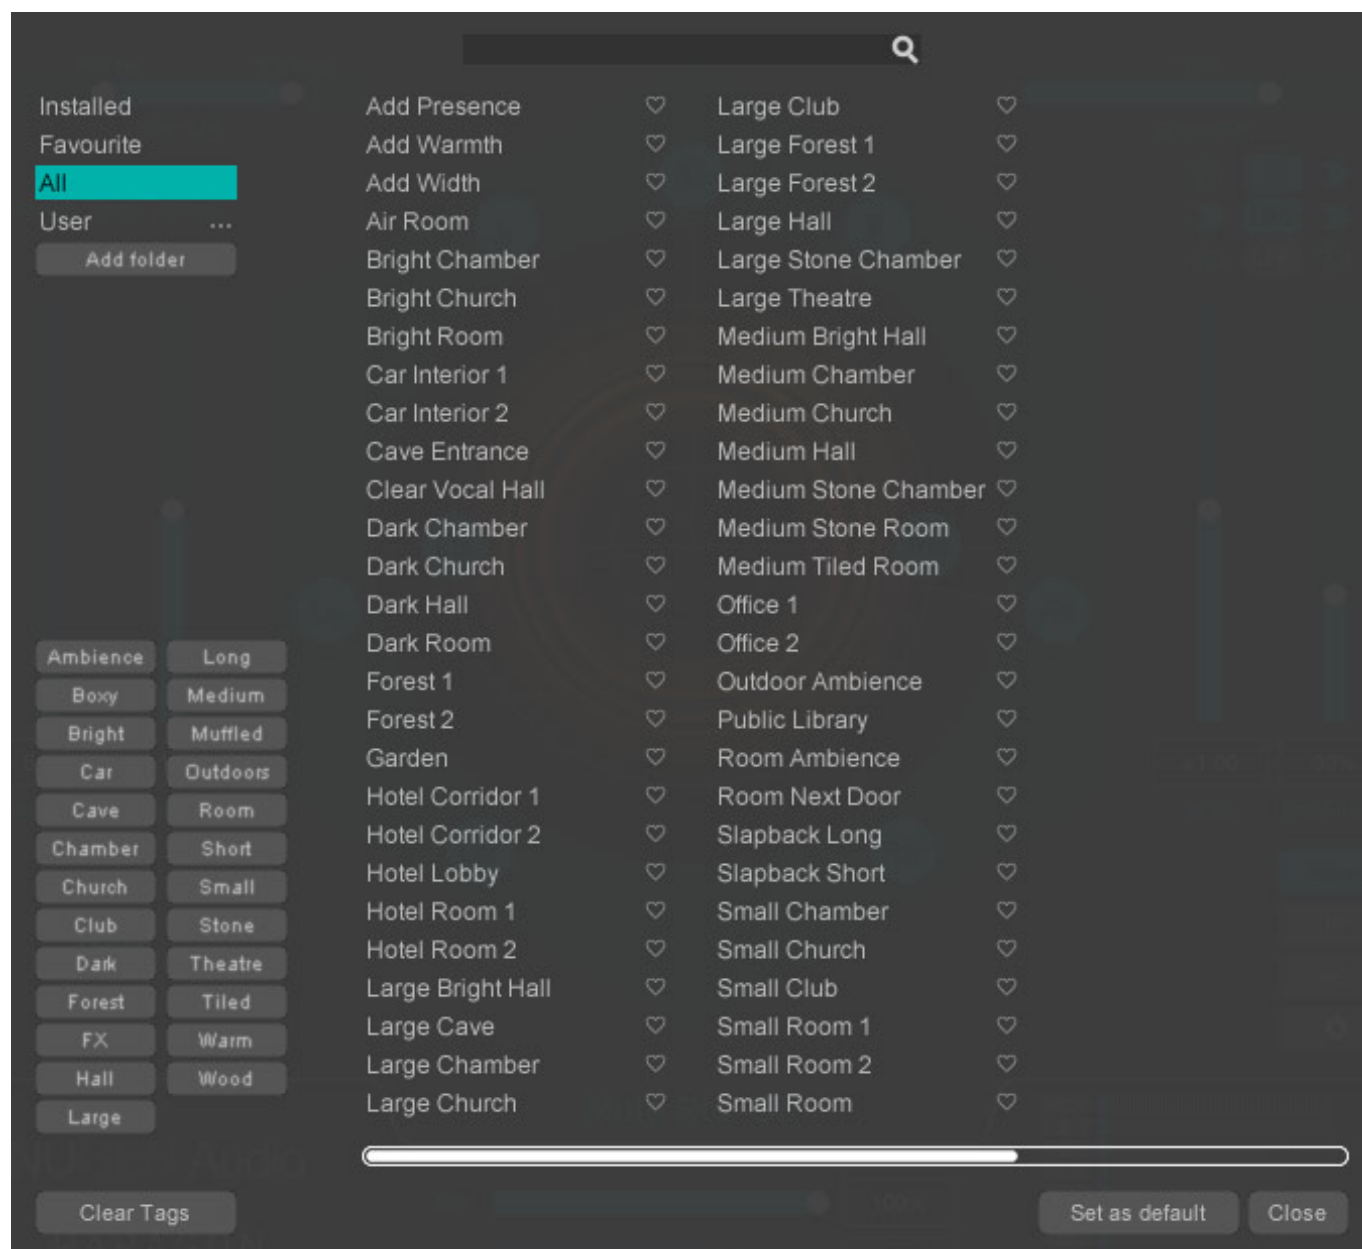 Installed
Favourite
All
User ...
Add folder
Ambience Long
Boxy Medium
Bright Muffled
Car Outdoors
Cave Room
Chamber Short
Church Small
Club Stone
Dark Theatre
Forest Tiled
FX Warm
Hall Wood
Large
Clear Tags
Add Presence
Add Warmth
Add Width
Air Room
Bright Chamber
Bright Church
Bright Room
Car Interior 1
Car Interior 2
Cave Entrance
Clear Vocal Hall
Dark Chamber
Dark Church
Dark Hall
Dark Room
Forest 1
Forest 2
Garden
Hotel Corridor 1
Hotel Corridor 2
Hotel Lobby
Hotel Room 1
Hotel Room 2
Large Bright Hall
Large Cave
Large Chamber
Large Church
Large Club
Large Forest 1
Large Forest 2
Large Hall
Large Stone Chamber
Large Theatre
Medium Bright Hall
Medium Chamber
Medium Church
Medium Hall
Medium Stone Chamber
Medium Stone Room
Medium Tiled Room
Office 1
Office 2
Outdoor Ambience
Public Library
Room Ambience
Room Next Door
Slapback Long
Slapback Short
Small Chamber
Small Church
Small Club
Small Room 1
Small Room 2
Small Room
Set as default
Close